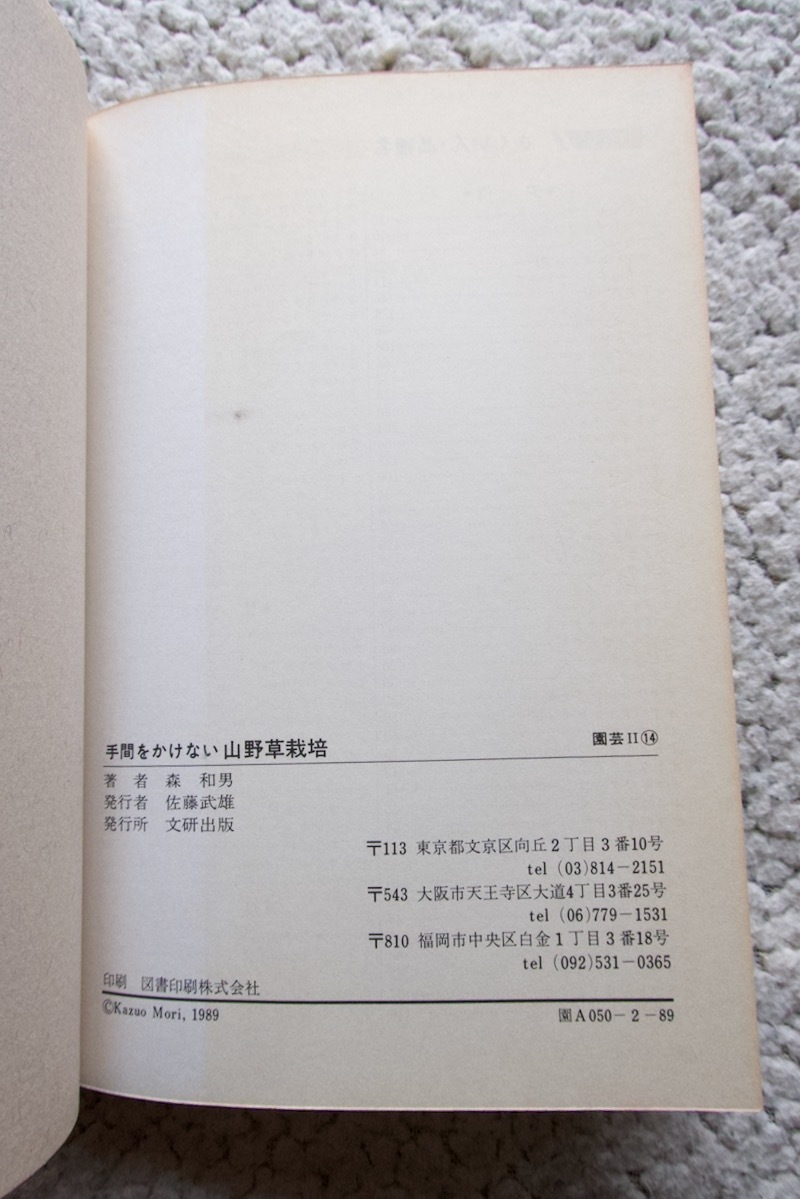 手間をかけない山野草栽培 園芸II⑭
著者 森 和男
発行者 佐藤武雄
発行所 文研出版
〒113 東京都文京区向丘2丁目3番10号
tel (03)814-2151
〒543 大阪市天王寺区大道4丁目3番25号
tel (06)779-1531
〒810 福岡市中央区白金1丁目3番18号
tel (092)531-0365
印刷 図書印刷株式会社
©Kazuo Mori, 1989 園A050-2-89